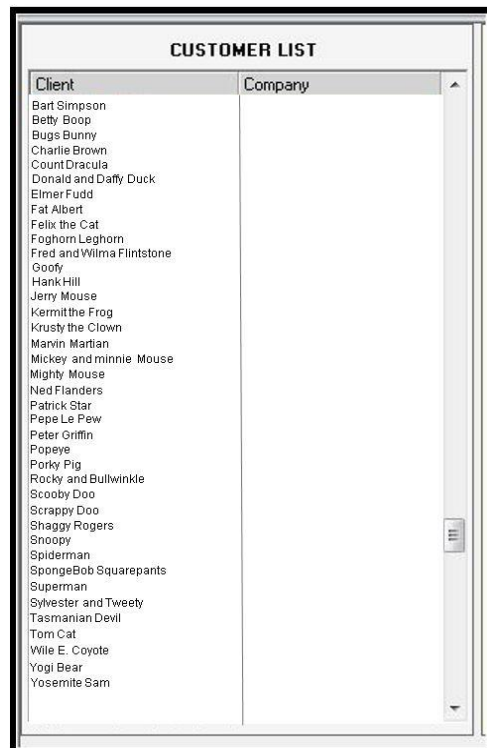 CUSTOMER LIST
Client Company
Bart Simpson
Betty Boop
Bugs Bunny
Charlie Brown
Count Dracula
Donald and Daffy Duck
Elmer Fudd
Fat Albert
Felix the Cat
Foghorn Leghorn
Fred and Wilma Flintstone
Goofy
Hank Hill
Jerry Mouse
Kermit the Frog
Krusty the Clown
Marvin Martian
Mickey and minnie Mouse
Mighty Mouse
Ned Flanders
Patrick Star
Pepe Le Pew
Peter Griffin
Popeye
Porky Pig
Rocky and Bullwinkle
Scooby Doo
Scrappy Doo
Shaggy Rogers
Snoopy
Spiderman
SpongeBob Squarepants
Superman
Sylvester and Tweety
Tasmanian Devil
Tom Cat
Wile E. Coyote
Yogi Bear
Yosemite Sam